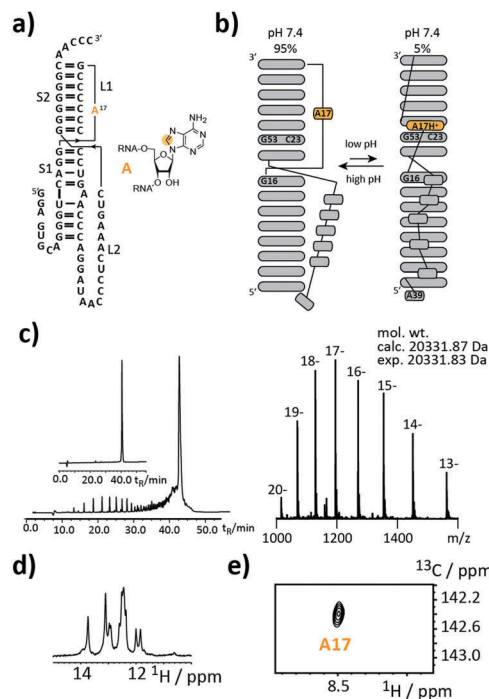 a)
3'
A A C C C
S2
L1
A17
S1
5'
L2
NH2
N
N
N
N
RNA-O
O
A
O
OH
RNA
b)
pH 7.4
95%
pH 7.4
5%
3'
3'
A17
A17H+
G53 C23
G53 C23
low pH
high pH
G16
G16
5'
5'
A39
c)
0.0
20.0
40.0
tR/min
0.0
10.0
20.0
30.0
40.0
50.0
tR/min
mol. wt.
calc. 20331.87 Da
exp. 20331.83 Da
20-
19-
18-
17-
16-
15-
14-
13-
1000
1200
1400
m/z
d)
14
12
1H / ppm
e)
13C / ppm
142.2
142.6
143.0
A17
8.5
1H / ppm